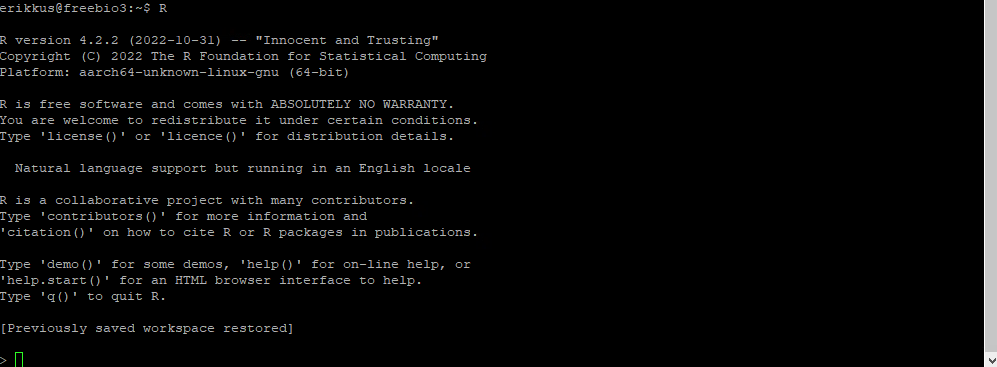 erikkus@freebio3:~$ R
R version 4.2.2 (2022-10-31) -- "Innocent and Trusting"
Copyright (C) 2022 The R Foundation for Statistical Computing
Platform: aarch64-unknown-linux-gnu (64-bit)
R is free software and comes with ABSOLUTELY NO WARRANTY.
You are welcome to redistribute it under certain conditions.
Type 'license()' or 'licence()' for distribution details.
Natural language support but running in an English locale
R is a collaborative project with many contributors.
Type 'contributors()' for more information and
'citation()' on how to cite R or R packages in publications.
Type 'demo()' for some demos, 'help()' for on-line help, or
'help.start()' for an HTML browser interface to help.
Type 'q()' to quit R.
[Previously saved workspace restored]
>